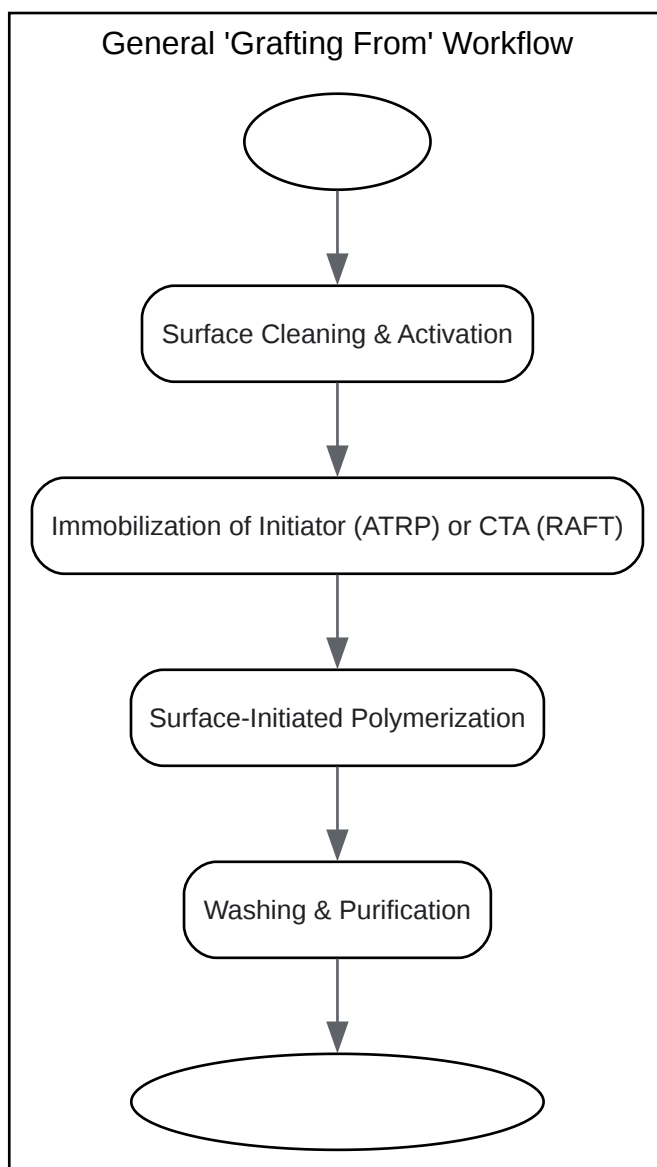 General 'Grafting From' Workflow
Surface Cleaning & Activation
Immobilization of Initiator (ATRP) or CTA (RAFT)
Surface-Initiated Polymerization
Washing & Purification